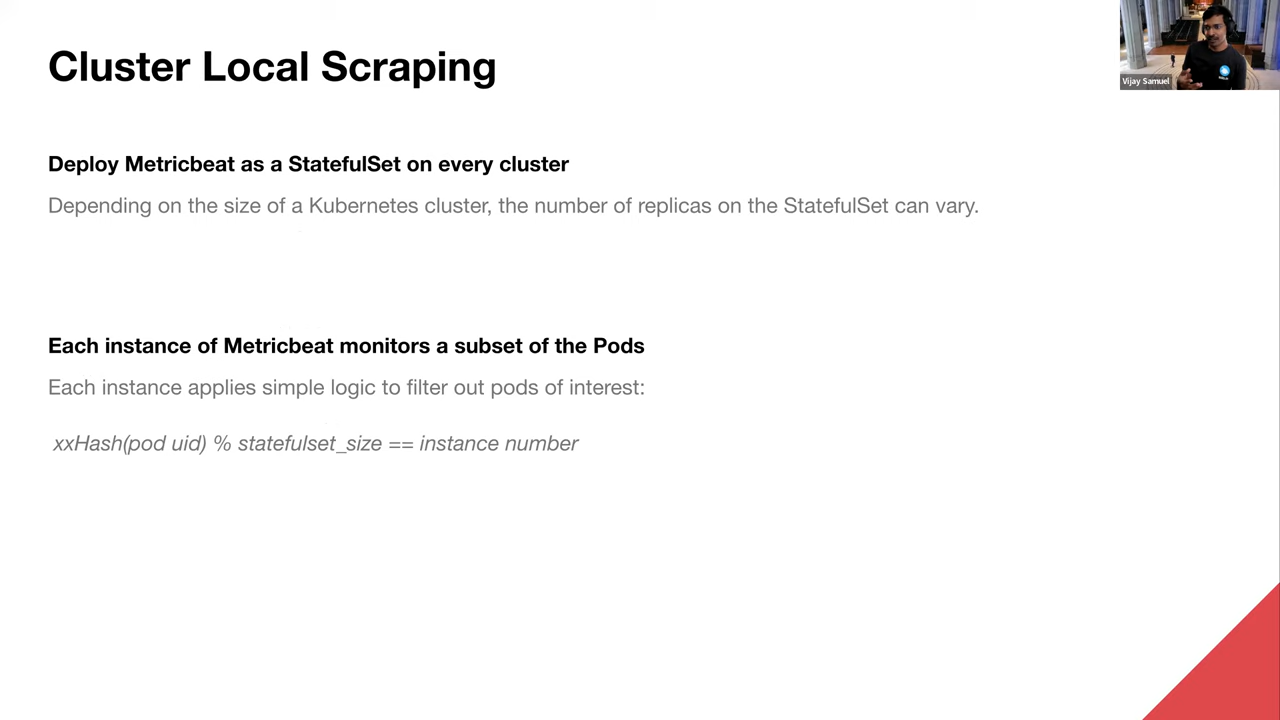 Cluster Local Scraping
Vijay Samuel
Deploy Metricbeat as a StatefulSet on every cluster
Depending on the size of a Kubernetes cluster, the number of replicas on the StatefulSet can vary.
Each instance of Metricbeat monitors a subset of the Pods
Each instance applies simple logic to filter out pods of interest:
xxHash(pod uid) % statefulset_size == instance number